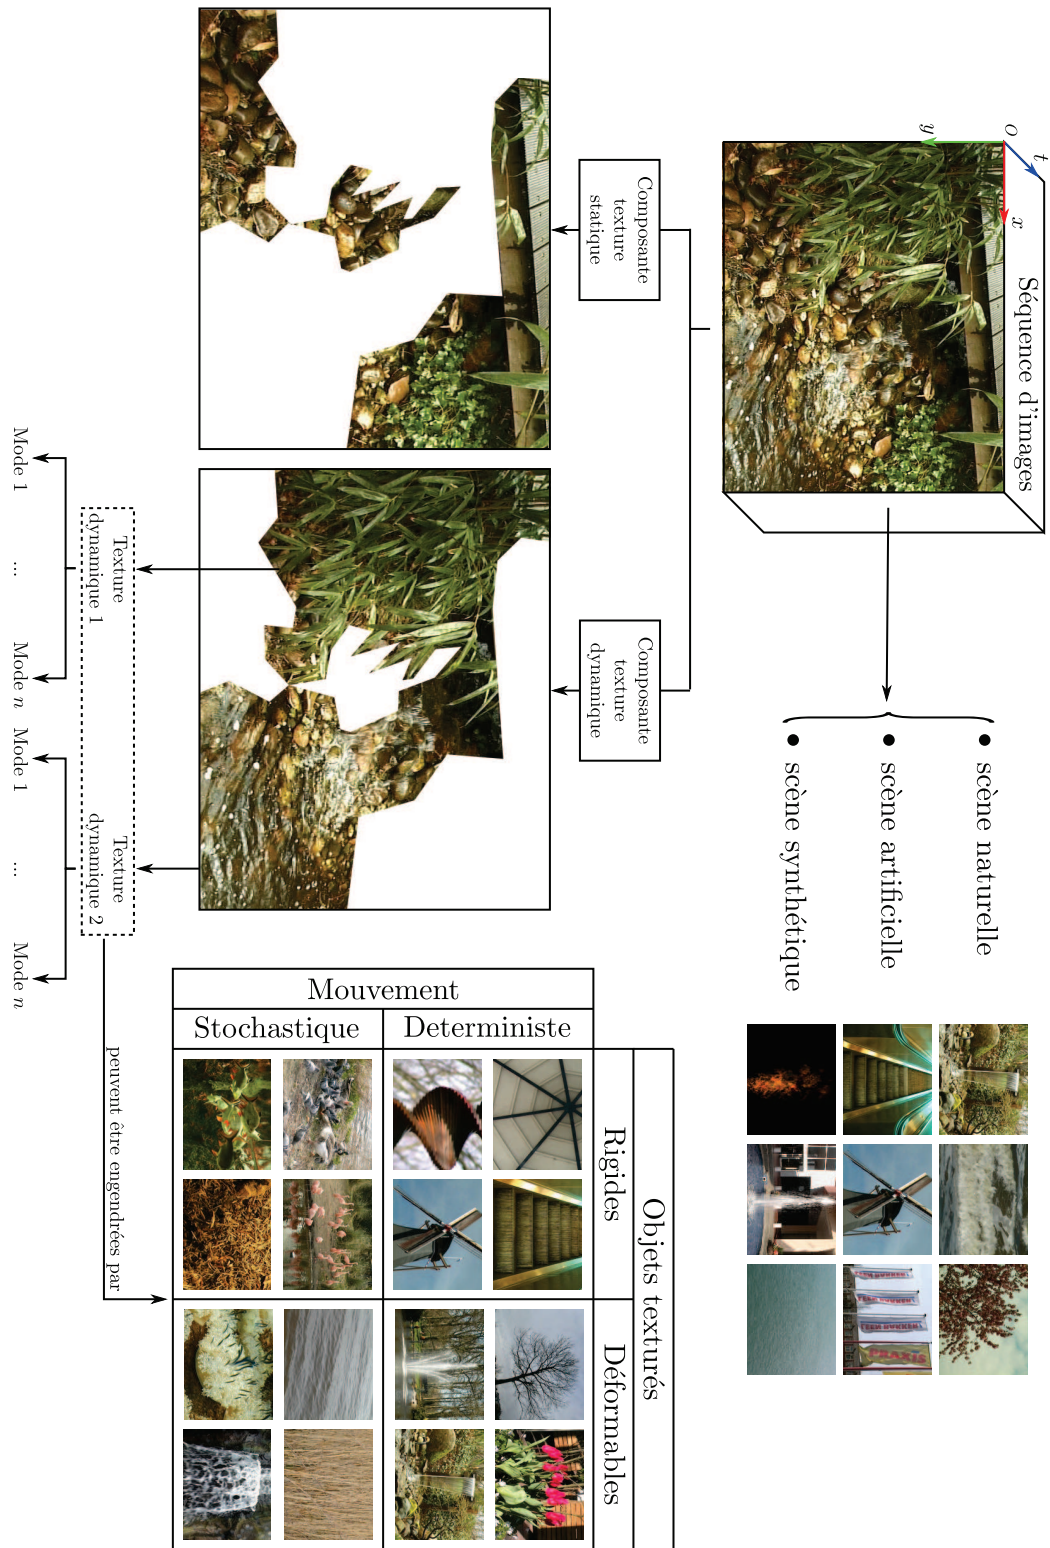 Séquence d'images
t
O
x
y
scène naturelle
scène artificielle
scène synthétique
PRAXIS
Composante
texture
statique
Composante
texture
dynamique
Texture
dynamique 1
Texture
dynamique 2
Mode 1
...
Mode n
Mode 1
...
Mode n
peuvent être engendrées par
Objets texturés
Rigides
Déformables
Mouvement
Deterministe
Stochastique